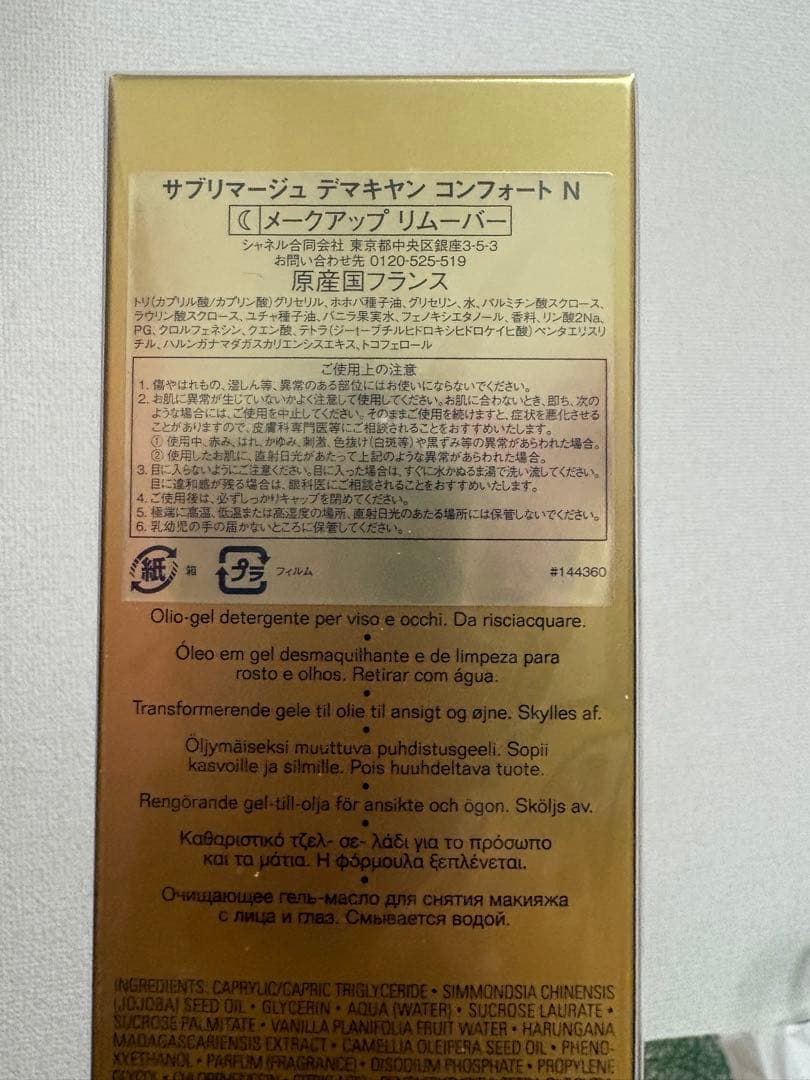 サブリマージュ デマキヤン コンフォート N
☾ メークアップ リムーバー
シャネル合同会社 東京都中央区銀座3-5-3
お問い合わせ先 0120-525-519
原産国フランス
トリ(カプリル酸/カプリン酸)グリセリル、ホホバ種子油、グリセリン、水、パルミチン酸スクロース、
ラウリン酸スクロース、ユチャ種子油、バニラ果実水、フェノキシエタノール、香料、リン酸2Na、
PG、クロルフェネシン、クエン酸、テトラ(ジ-t-ブチルヒドロキシヒドロケイヒ酸)ペンタエリスリ
チル、ハルンガナマダガスカリエンシスエキス、トコフェロール
ご使用上の注意
1. 傷やはれもの、湿しん等、異常のある部位にはお使いにならないでください。
2. お肌に異常が生じていないかよく注意して使用してください。お肌に合わないとき、即ち、次の
ような場合には、ご使用を中止してください。そのままご使用を続けますと、症状を悪化させる
ことがありますので、皮膚科専門医等にご相談されることをおすすめいたします。
① 使用中、赤み、はれ、かゆみ、刺激、色抜け(白斑等)や黒ずみ等の異常があらわれた場合。
② 使用したお肌に、直射日光があたって上記のような異常があらわれた場合。
3. 目に入らないようにご注意ください。目に入った場合は、すぐに水かぬるま湯で洗い流してください。
目に違和感が残る場合は、眼科医にご相談されることをおすすめいたします。
4. ご使用後は、必ずしっかりキャップを閉めてください。
5. 極端に高温、低温または高湿度の場所、直射日光のあたる場所には保管しないでください。
6. 乳幼児の手の届かないところに保管してください。
紙 箱 プラ フィルム #144360
Olio-gel detergente per viso e occhi. Da risciacquare.
•
Óleo em gel desmaquilhante e de limpeza para
rosto e olhos. Retirar com água.
•
Transformerende gele til olie til ansigt og øjne. Skylles af.
•
Öljymäiseksi muuttuva puhdistusgeeli. Sopii
kasvoille ja silmille. Pois huuhdeltava tuote.
•
Rengörande gel-till-olja för ansikte och ögon. Sköljs av.
•
Καθαριστικό τζελ- σε- λάδι για το πρόσωπο
και τα μάτια. Η φόρμουλα ξεπλένεται.
•
Очищающее гель-масло для снятия макияжа
с лица и глаз. Смывается водой.
INGREDIENTS: CAPRYLIC/CAPRIC TRIGLYCERIDE • SIMMONDSIA CHINENSIS
(JOJOBA) SEED OIL • GLYCERIN • AQUA (WATER) • SUCROSE LAURATE •
SUCROSE PALMITATE • VANILLA PLANIFOLIA FRUIT WATER • HARUNGANA
MADAGASCARIENSIS EXTRACT • CAMELLIA OLEIFERA SEED OIL • PHENO-
XYETHANOL • PARFUM (FRAGRANCE) • DISODIUM PHOSPHATE • PROPYLENE